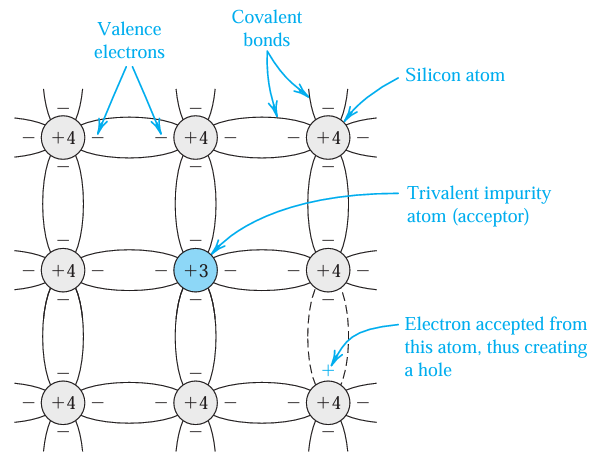 Valence
electrons
Covalent
bonds
Silicon atom
+4 − − +4 − − +4
Trivalent impurity
atom (acceptor)
+4 − − +3 − − +4
Electron accepted from
this atom, thus creating
a hole
+
+4 − − +4 − − +4